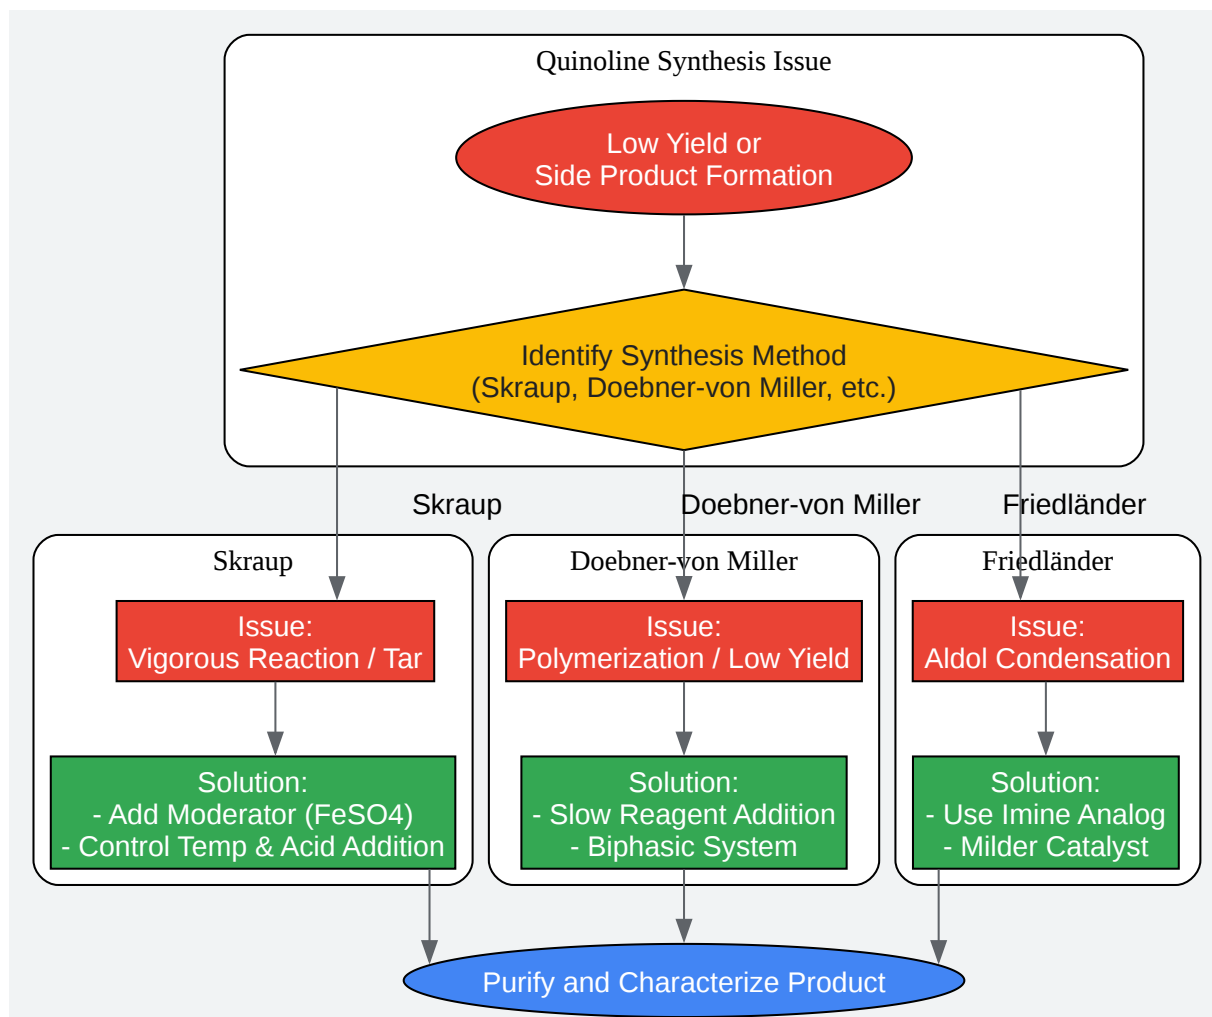 Quinoline Synthesis Issue
Low Yield or
Side Product Formation
Identify Synthesis Method
(Skraup, Doebner-von Miller, etc.)
Skraup
Doebner-von Miller
Friedländer
Skraup
Issue:
Vigorous Reaction / Tar
Solution:
- Add Moderator (FeSO4)
- Control Temp & Acid Addition
Doebner-von Miller
Issue:
Polymerization / Low Yield
Solution:
- Slow Reagent Addition
- Biphasic System
Friedländer
Issue:
Aldol Condensation
Solution:
- Use Imine Analog
- Milder Catalyst
Purify and Characterize Product